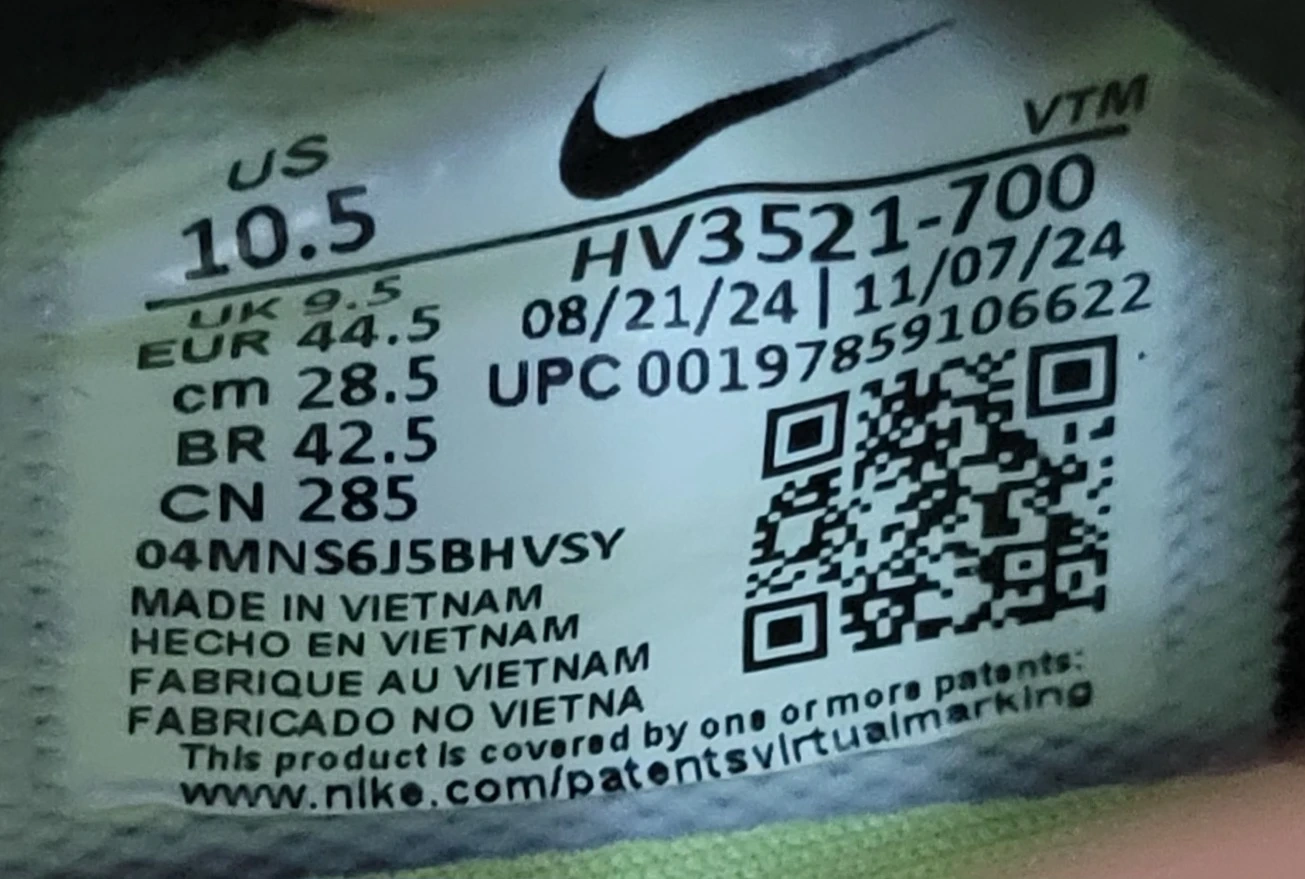 VTM
US
10.5
HV3521-700
UK 9.5
08/21/24 | 11/07/24
EUR 44.5
UPC 00197859106622
cm 28.5
BR 42.5
CN 285
04MNS6J5BHVSY
MADE IN VIETNAM
HECHO EN VIETNAM
FABRIQUE AU VIETNAM
FABRICADO NO VIETNA
This product is covered by one or more patents:
www.nike.com/patentsvirtualmarking